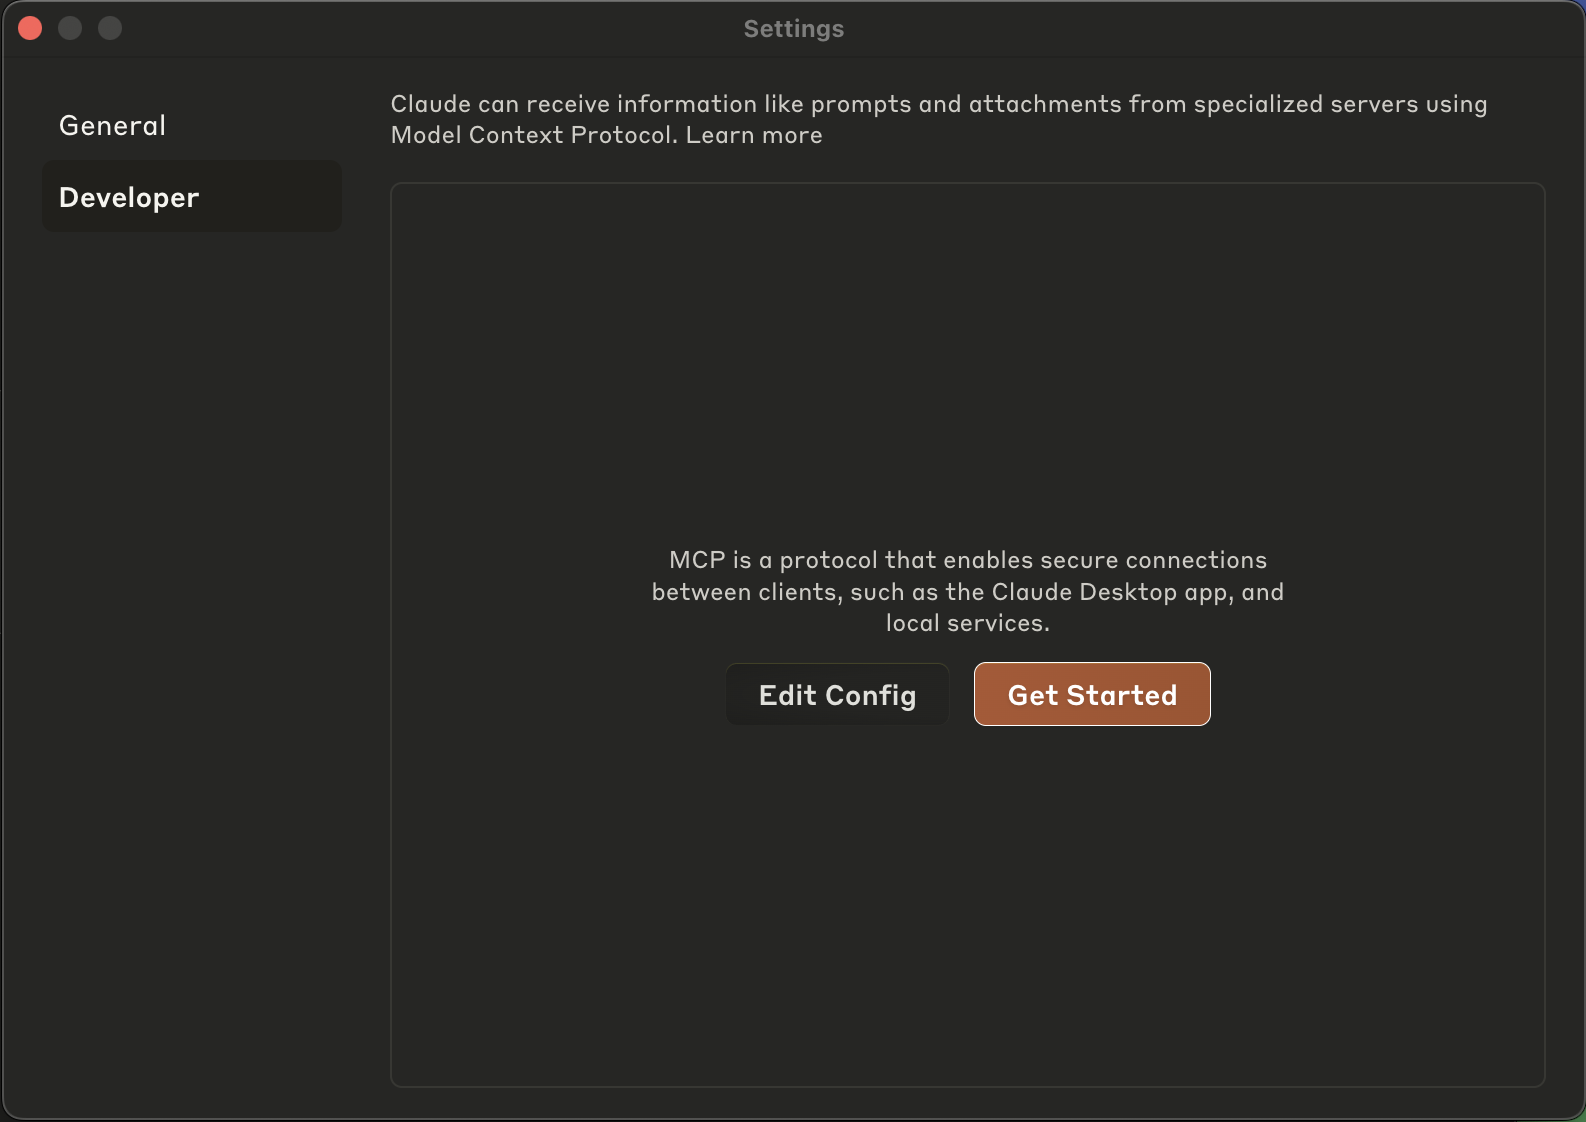 Settings
General
Developer
Claude can receive information like prompts and attachments from specialized servers using
Model Context Protocol. Learn more
MCP is a protocol that enables secure connections
between clients, such as the Claude Desktop app, and
local services.
Edit Config
Get Started